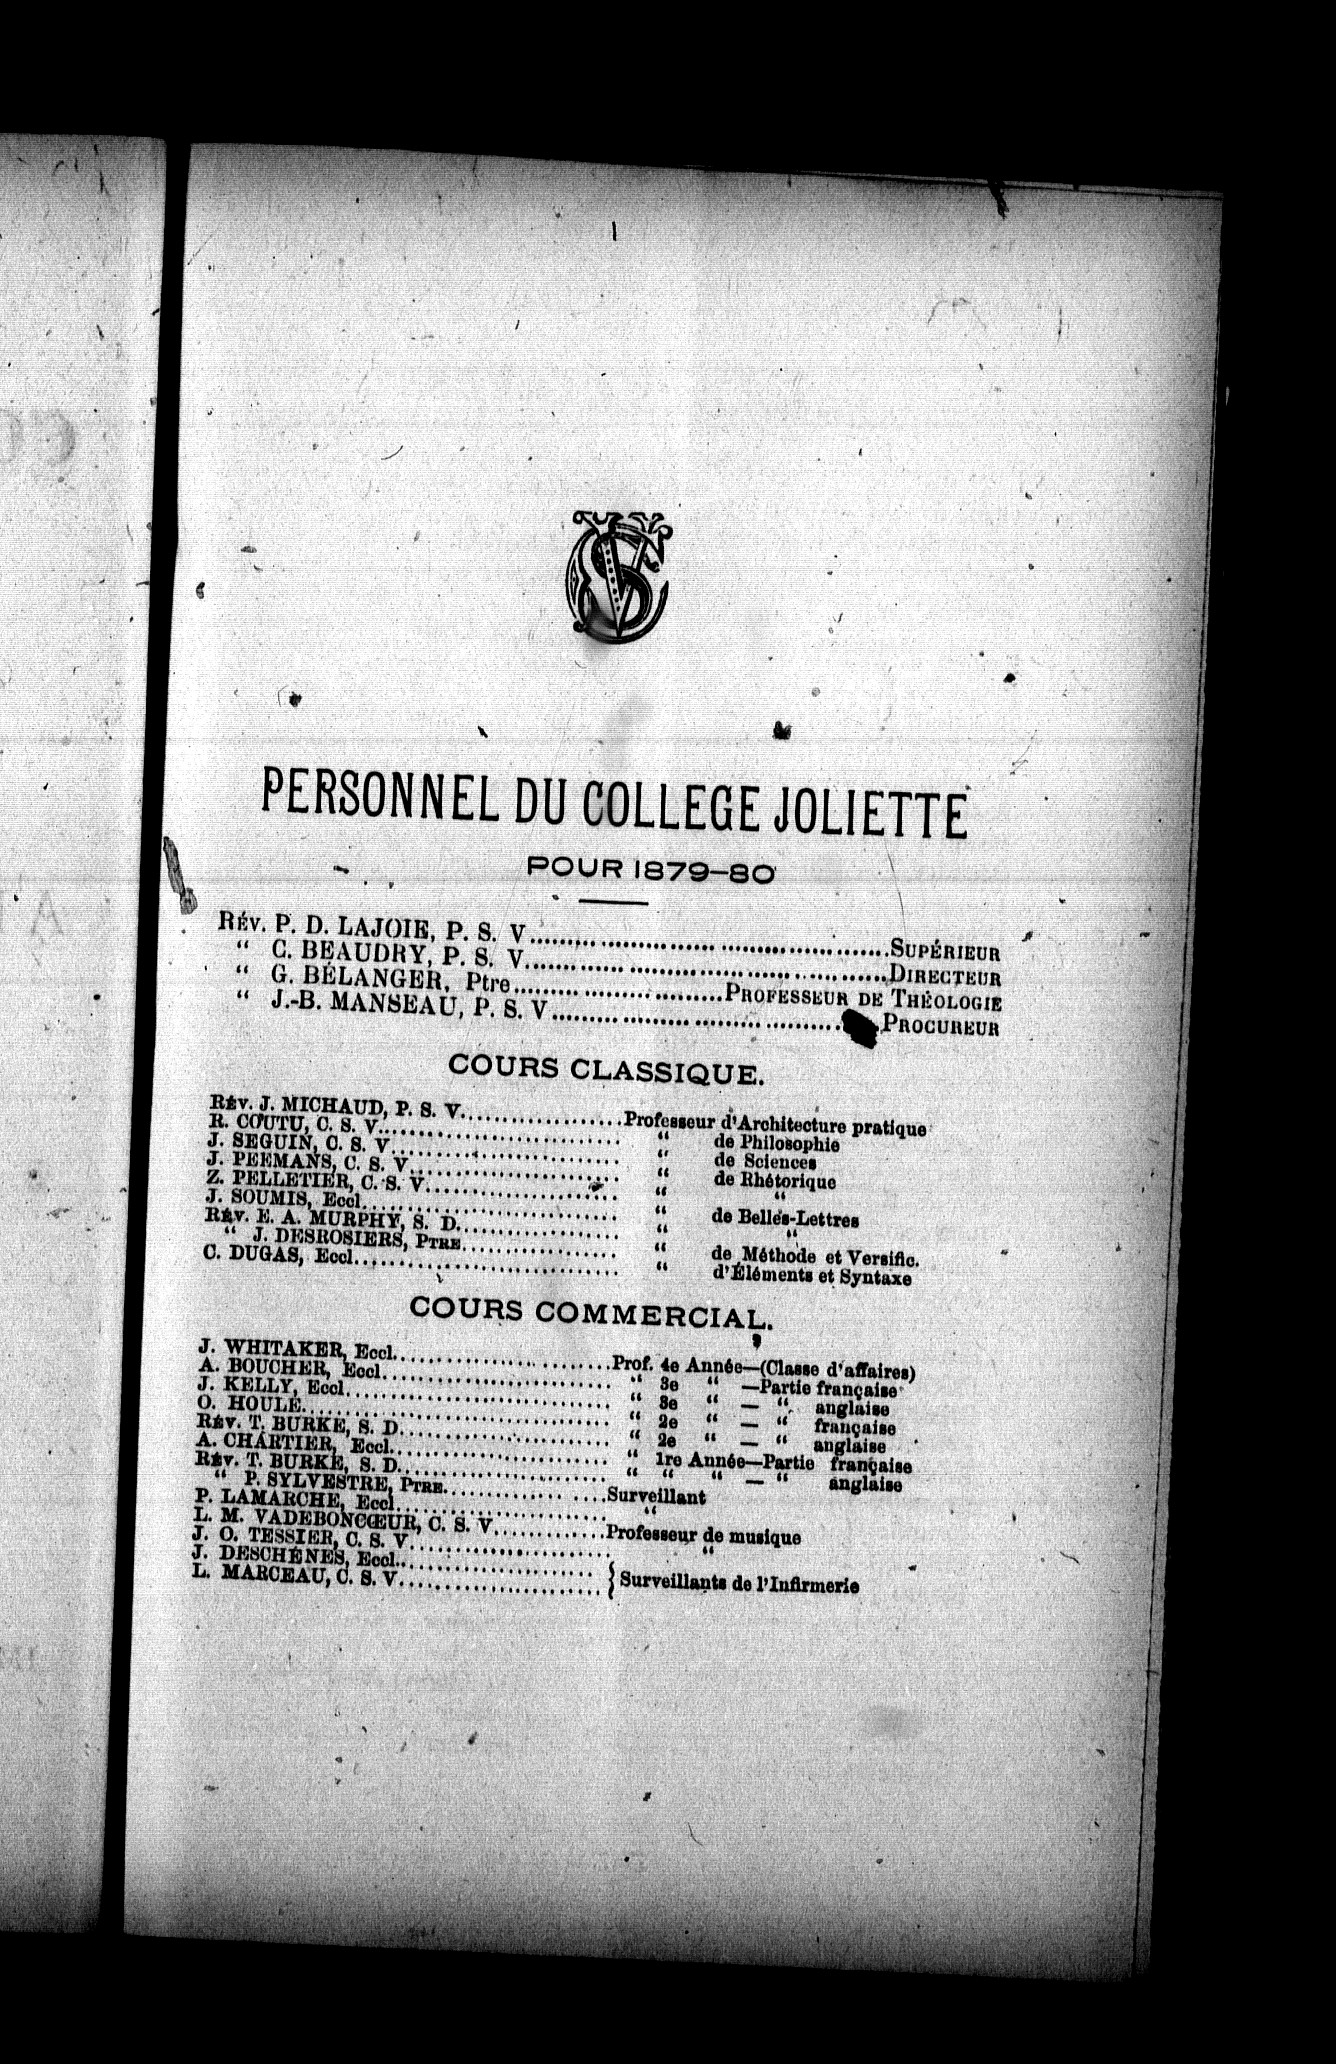 PERSONNEL DU COLLEGE JOLIETTE
POUR 1879-80
RÉV. P. D. LAJOIE, P. S. V. SUPÉRIEUR
“ C. BEAUDRY, P. S. V. DIRECTEUR
“ G. BÉLANGER, Ptre PROFESSEUR DE THÉOLOGIE
“ J.-B. MANSEAU, P. S. V. PROCUREUR
COURS CLASSIQUE.
RÉV. J. MICHAUD, P. S. V. Professeur d'Architecture pratique
R. COUTU, C. S. V. “ de Philosophie
J. SEGUIN, C. S. V. “ de Sciences
J. PEEMANS, C. S. V. “ de Rhétorique
Z. PELLETIER, C. S. V. “ “
J. SOUMIS, Eccl. “ de Belles-Lettres
RÉV. E. A. MURPHY, S. D. “ “
“ J. DESROSIERS, PTRE. “ de Méthode et Versific.
C. DUGAS, Eccl. “ d'Éléments et Syntaxe
COURS COMMERCIAL.
J. WHITAKER, Eccl. Prof. 4e Année—(Classe d'affaires)
A. BOUCHER, Eccl. “ 3e “ —Partie française
J. KELLY, Eccl. “ 3e “ — “ anglaise
O. HOULE. “ 2e “ — “ française
RÉV. T. BURKE, S. D. “ 2e “ — “ anglaise
A. CHARTIER, Eccl. “ 1re Année—Partie française
RÉV. T. BURKE, S. D. “ “ “ — “ anglaise
“ P. SYLVESTRE, PTRE. Surveillant
P. LAMARCHE, Eccl. “
L. M. VADEBONCŒUR, C. S. V. Professeur de musique
J. O. TESSIER, C. S. V. “
J. DESCHÊNES, Eccl.
L. MARCEAU, C. S. V. } Surveillants de l'Infirmerie